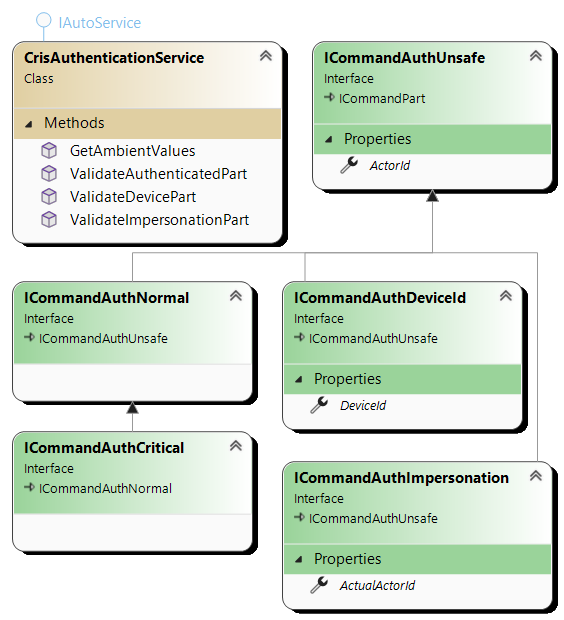 IAutoService
CrisAuthenticationService
Class
Methods
GetAmbientValues
ValidateAuthenticatedPart
ValidateDevicePart
ValidateImpersonationPart
ICommandAuthUnsafe
Interface
ICommandPart
Properties
ActorId
ICommandAuthNormal
Interface
ICommandAuthUnsafe
ICommandAuthDeviceId
Interface
ICommandAuthUnsafe
Properties
DeviceId
ICommandAuthCritical
Interface
ICommandAuthNormal
ICommandAuthImpersonation
Interface
ICommandAuthUnsafe
Properties
ActualActorId